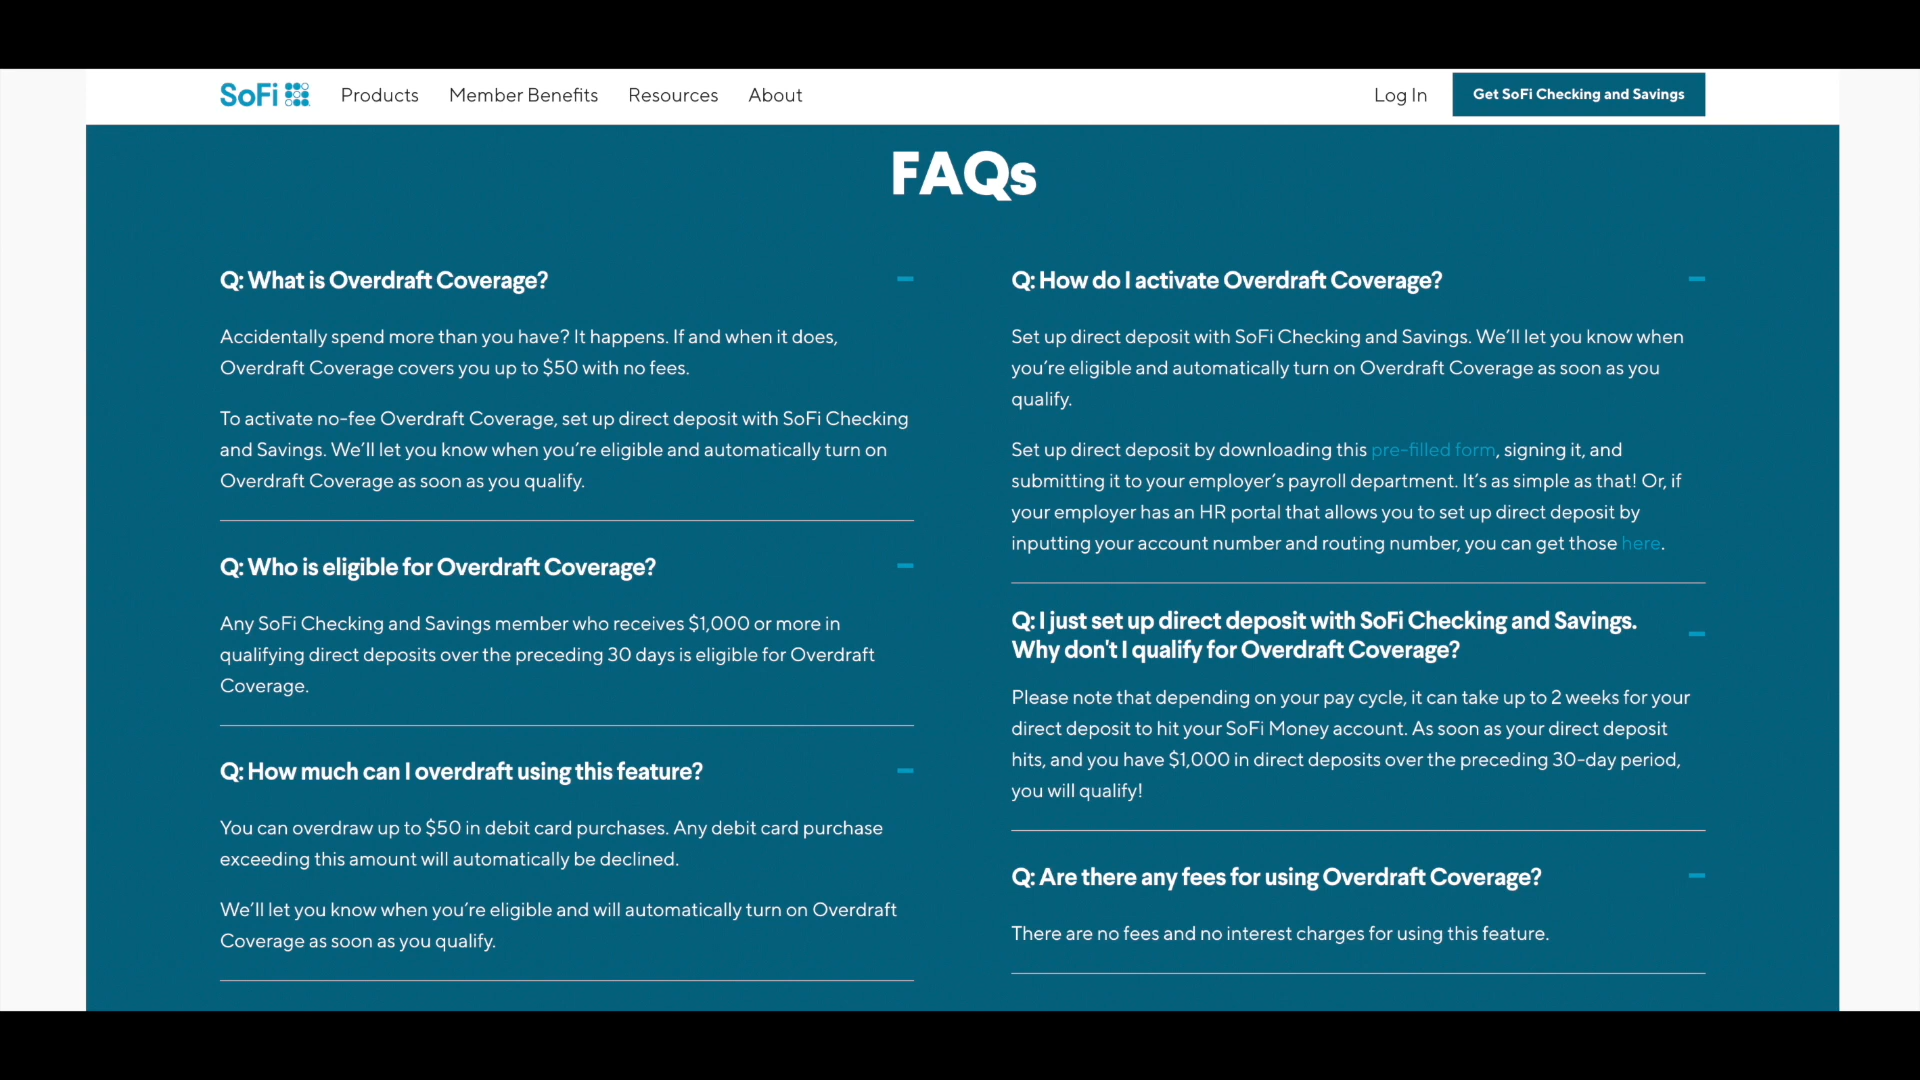 SoFi Products Member Benefits Resources About Log In Get SoFi Checking and Savings
FAQs
Q: What is Overdraft Coverage?
Accidentally spend more than you have? It happens. If and when it does,
Overdraft Coverage covers you up to $50 with no fees.
To activate no-fee Overdraft Coverage, set up direct deposit with SoFi Checking
and Savings. We’ll let you know when you’re eligible and automatically turn on
Overdraft Coverage as soon as you qualify.
Q: Who is eligible for Overdraft Coverage?
Any SoFi Checking and Savings member who receives $1,000 or more in
qualifying direct deposits over the preceding 30 days is eligible for Overdraft
Coverage.
Q: How much can I overdraft using this feature?
You can overdraw up to $50 in debit card purchases. Any debit card purchase
exceeding this amount will automatically be declined.
We’ll let you know when you’re eligible and will automatically turn on Overdraft
Coverage as soon as you qualify.
Q: How do I activate Overdraft Coverage?
Set up direct deposit with SoFi Checking and Savings. We’ll let you know when
you’re eligible and automatically turn on Overdraft Coverage as soon as you
qualify.
Set up direct deposit by downloading this pre-filled form, signing it, and
submitting it to your employer’s payroll department. It’s as simple as that! Or, if
your employer has an HR portal that allows you to set up direct deposit by
inputting your account number and routing number, you can get those here.
Q: I just set up direct deposit with SoFi Checking and Savings.
Why don't I qualify for Overdraft Coverage?
Please note that depending on your pay cycle, it can take up to 2 weeks for your
direct deposit to hit your SoFi Money account. As soon as your direct deposit
hits, and you have $1,000 in direct deposits over the preceding 30-day period,
you will qualify!
Q: Are there any fees for using Overdraft Coverage?
There are no fees and no interest charges for using this feature.